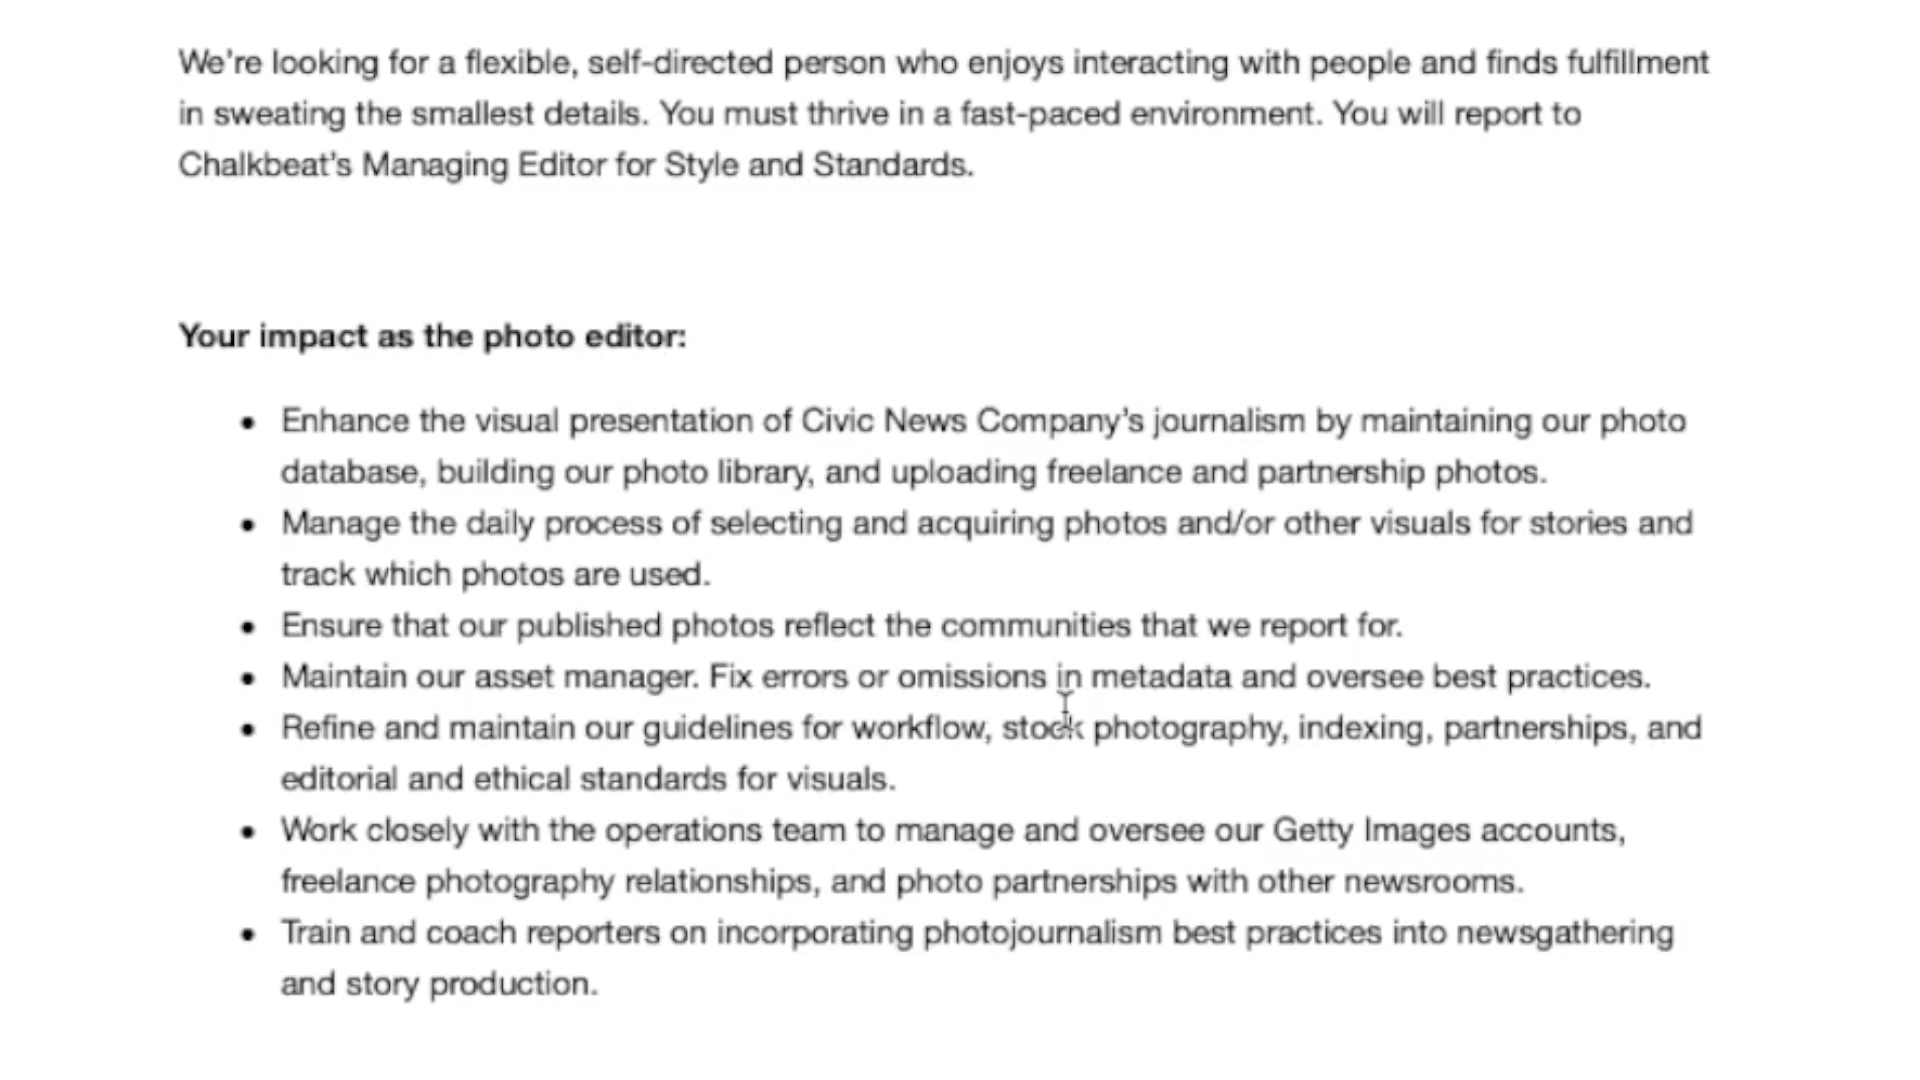 We're looking for a flexible, self-directed person who enjoys interacting with people and finds fulfillment
in sweating the smallest details. You must thrive in a fast-paced environment. You will report to
Chalkbeat's Managing Editor for Style and Standards.
Your impact as the photo editor:
• Enhance the visual presentation of Civic News Company's journalism by maintaining our photo
database, building our photo library, and uploading freelance and partnership photos.
• Manage the daily process of selecting and acquiring photos and/or other visuals for stories and
track which photos are used.
• Ensure that our published photos reflect the communities that we report for.
• Maintain our asset manager. Fix errors or omissions in metadata and oversee best practices.
• Refine and maintain our guidelines for workflow, stock photography, indexing, partnerships, and
editorial and ethical standards for visuals.
• Work closely with the operations team to manage and oversee our Getty Images accounts,
freelance photography relationships, and photo partnerships with other newsrooms.
• Train and coach reporters on incorporating photojournalism best practices into newsgathering
and story production.